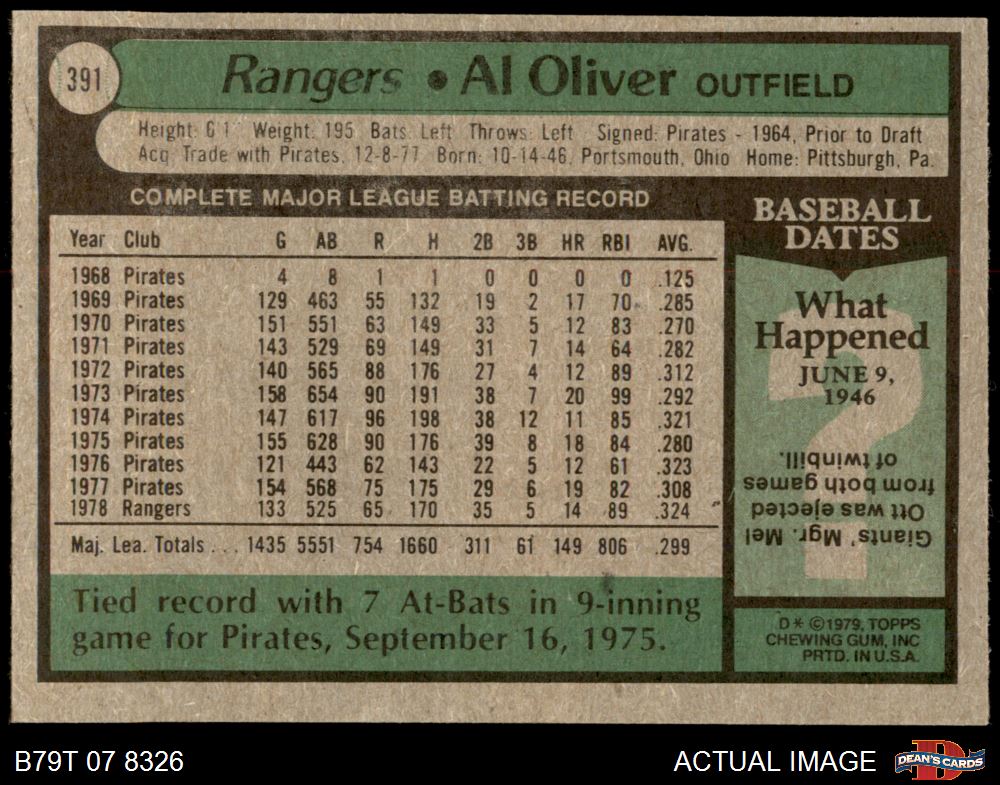 391
Rangers • Al Oliver OUTFIELD
Height: 6 1 Weight: 195 Bats: Left Throws: Left Signed: Pirates - 1964, Prior to Draft
Acq Trade with Pirates, 12-8-77 Born: 10-14-46, Portsmouth, Ohio Home: Pittsburgh, Pa.
COMPLETE MAJOR LEAGUE BATTING RECORD
Year Club G AB R H 2B 3B HR RBI AVG.
1968 Pirates 4 8 1 1 0 0 0 0 .125
1969 Pirates 129 463 55 132 19 2 17 70 .285
1970 Pirates 151 551 63 149 33 5 12 83 .270
1971 Pirates 143 529 69 149 31 7 14 64 .282
1972 Pirates 140 565 88 176 27 4 12 89 .312
1973 Pirates 158 654 90 191 38 7 20 99 .292
1974 Pirates 147 617 96 198 38 12 11 85 .321
1975 Pirates 155 628 90 176 39 8 18 84 .280
1976 Pirates 121 443 62 143 22 5 12 61 .323
1977 Pirates 154 568 75 175 29 6 19 82 .308
1978 Rangers 133 525 65 170 35 5 14 89 .324
Maj. Lea. Totals . . . 1435 5551 754 1660 311 61 149 806 .299
Tied record with 7 At-Bats in 9-inning
game for Pirates, September 16, 1975.
BASEBALL
DATES
What
Happened
JUNE 9,
1946
?
Giants' Mgr. Mel
Ott was ejected
from both games
of twinbill.
D* ©1979, TOPPS
CHEWING GUM, INC
PRTD. IN U.S.A.
B79T 07 8326
ACTUAL IMAGE
D
DEAN'S CARDS